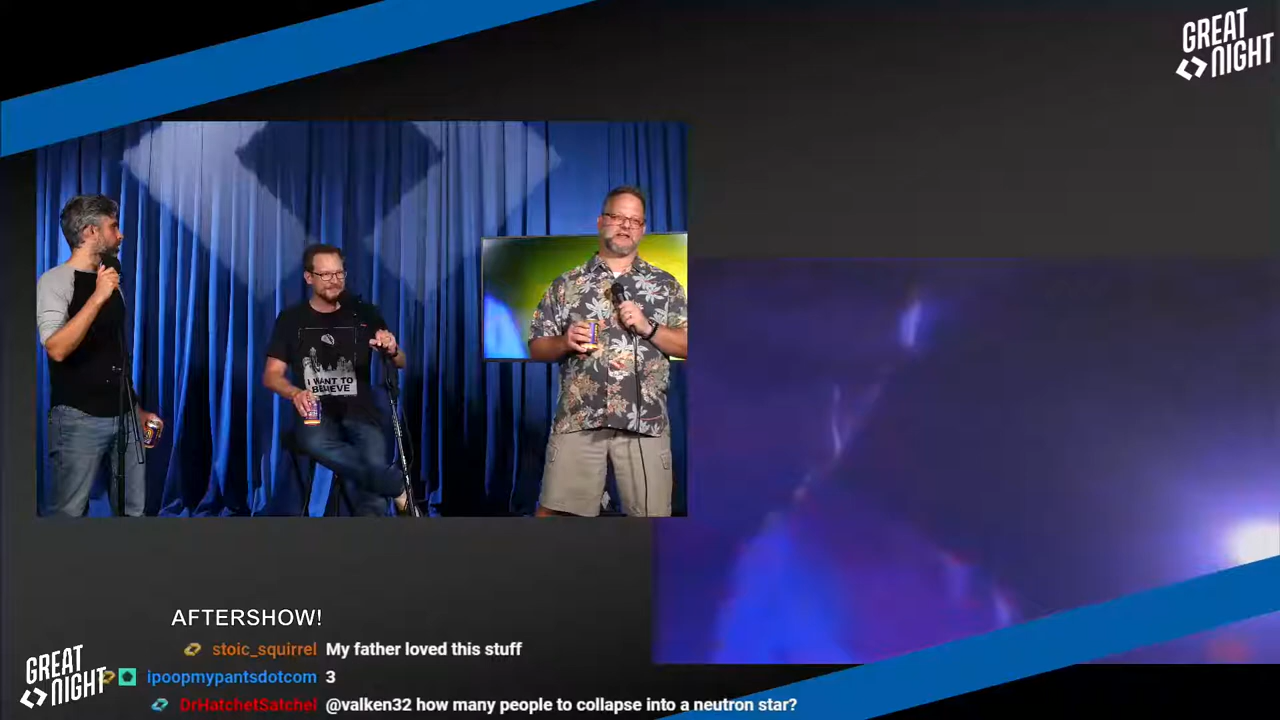 GREAT
NIGHT
I WANT TO
BELIEVE
AFTERSHOW!
stoic_squirrel My father loved this stuff
ipoopmypantsdotcom 3
DrHatchetSatchel @valken32 how many people to collapse into a neutron star?
GREAT
NIGHT